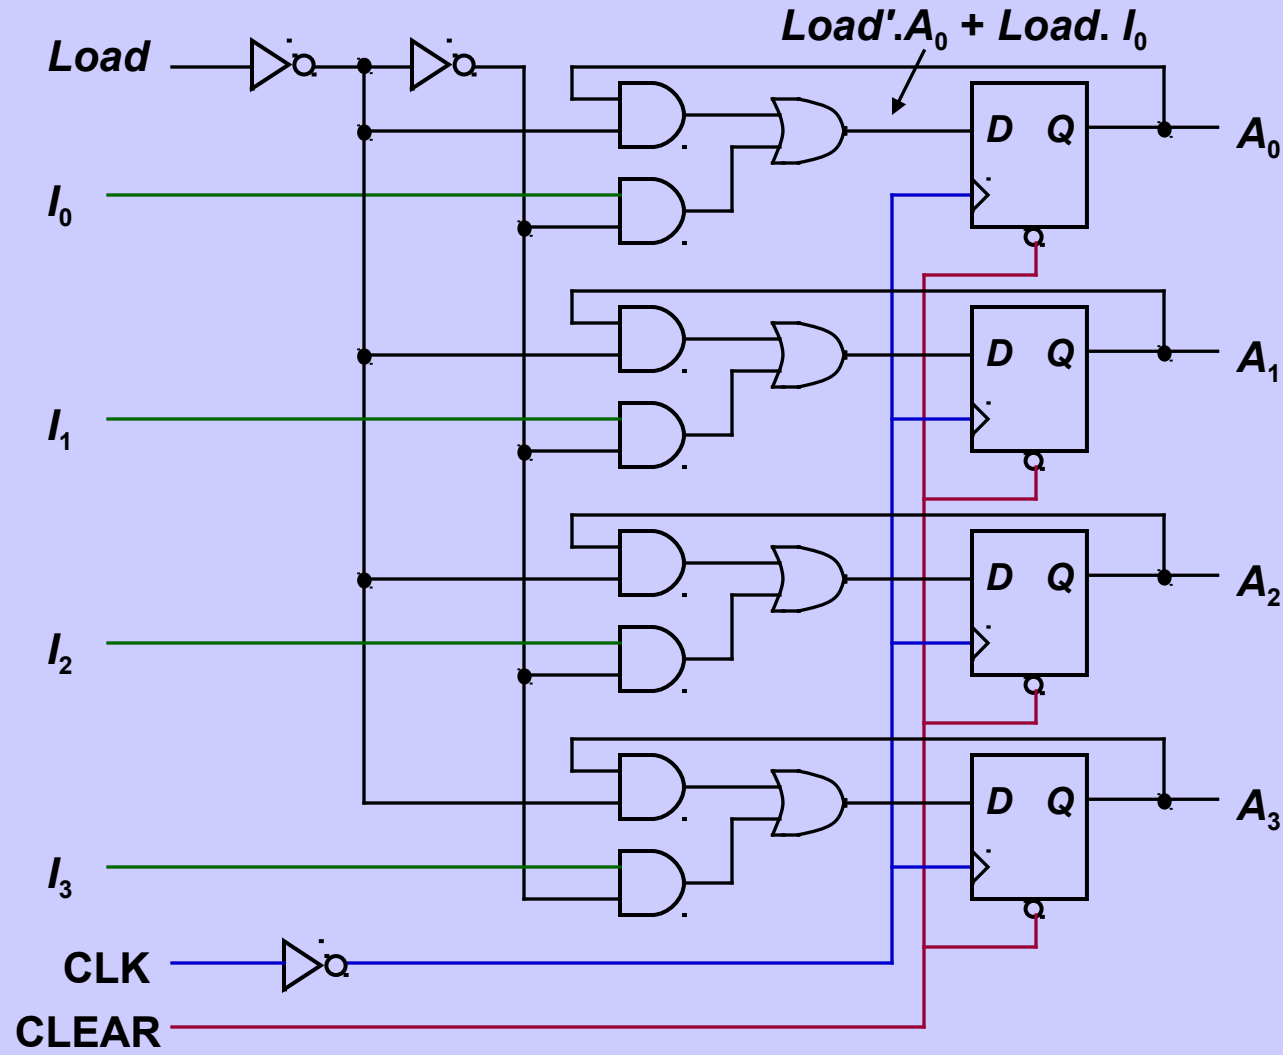 Load
Load'.A₀ + Load. I₀
D Q
A₀
I₀
D Q
A₁
I₁
D Q
A₂
I₂
D Q
A₃
I₃
CLK
CLEAR